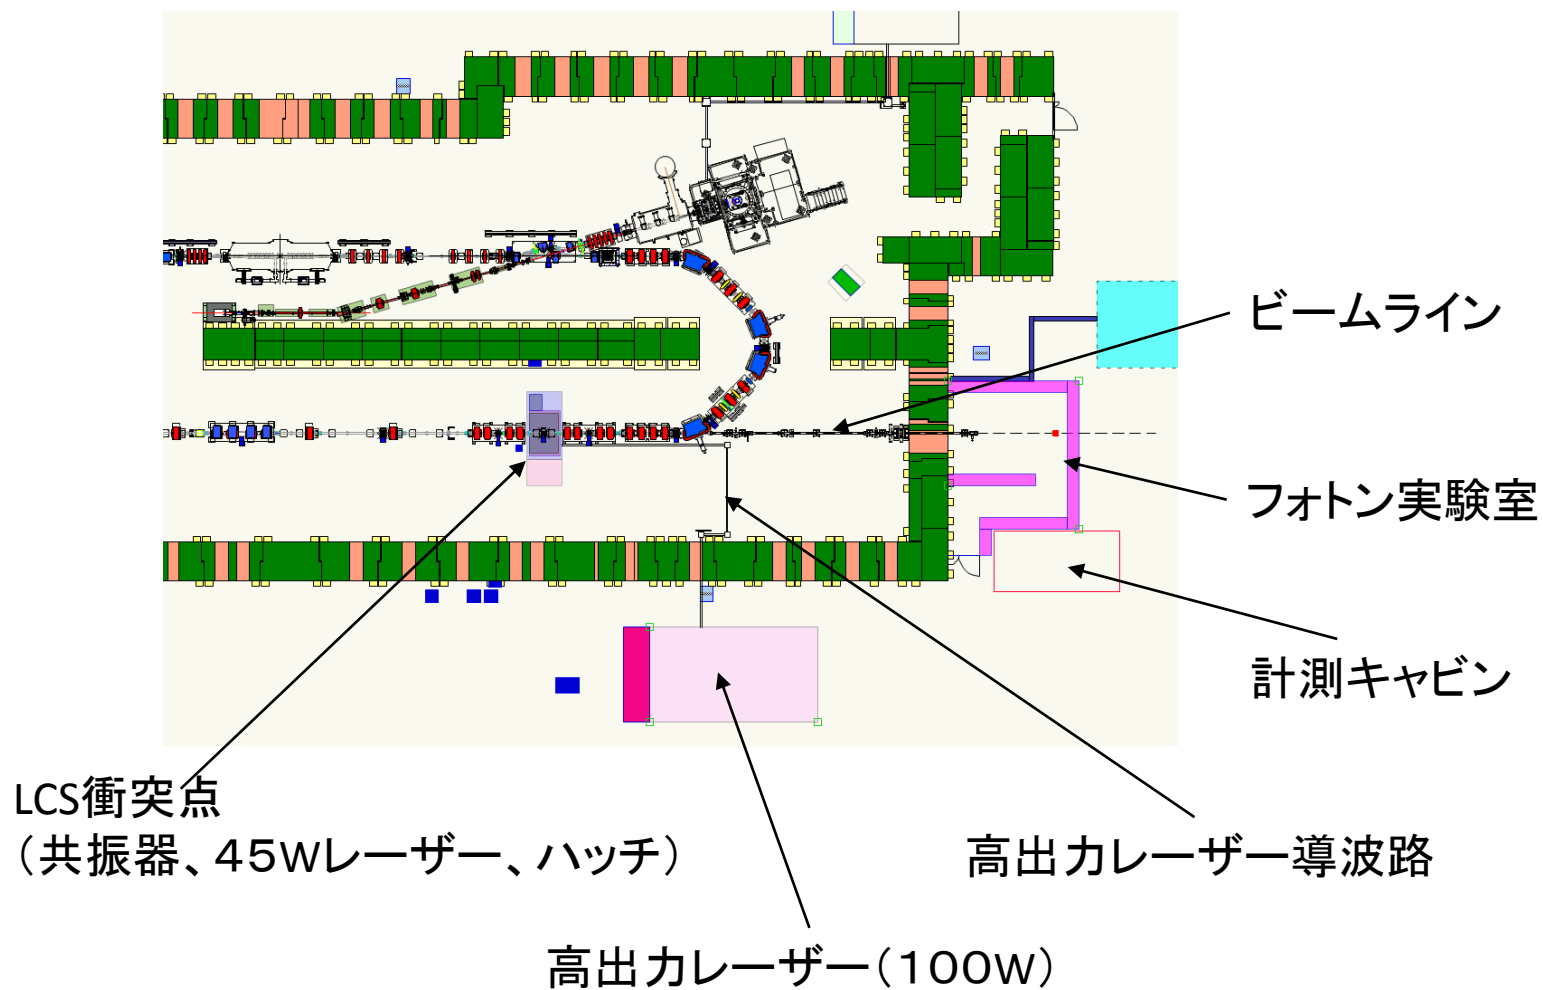 ビームライン
フォトン実験室
計測キャビン
LCS衝突点
（共振器、４５Wレーザー、ハッチ）
高出力レーザー導波路
高出力レーザー（１００W）